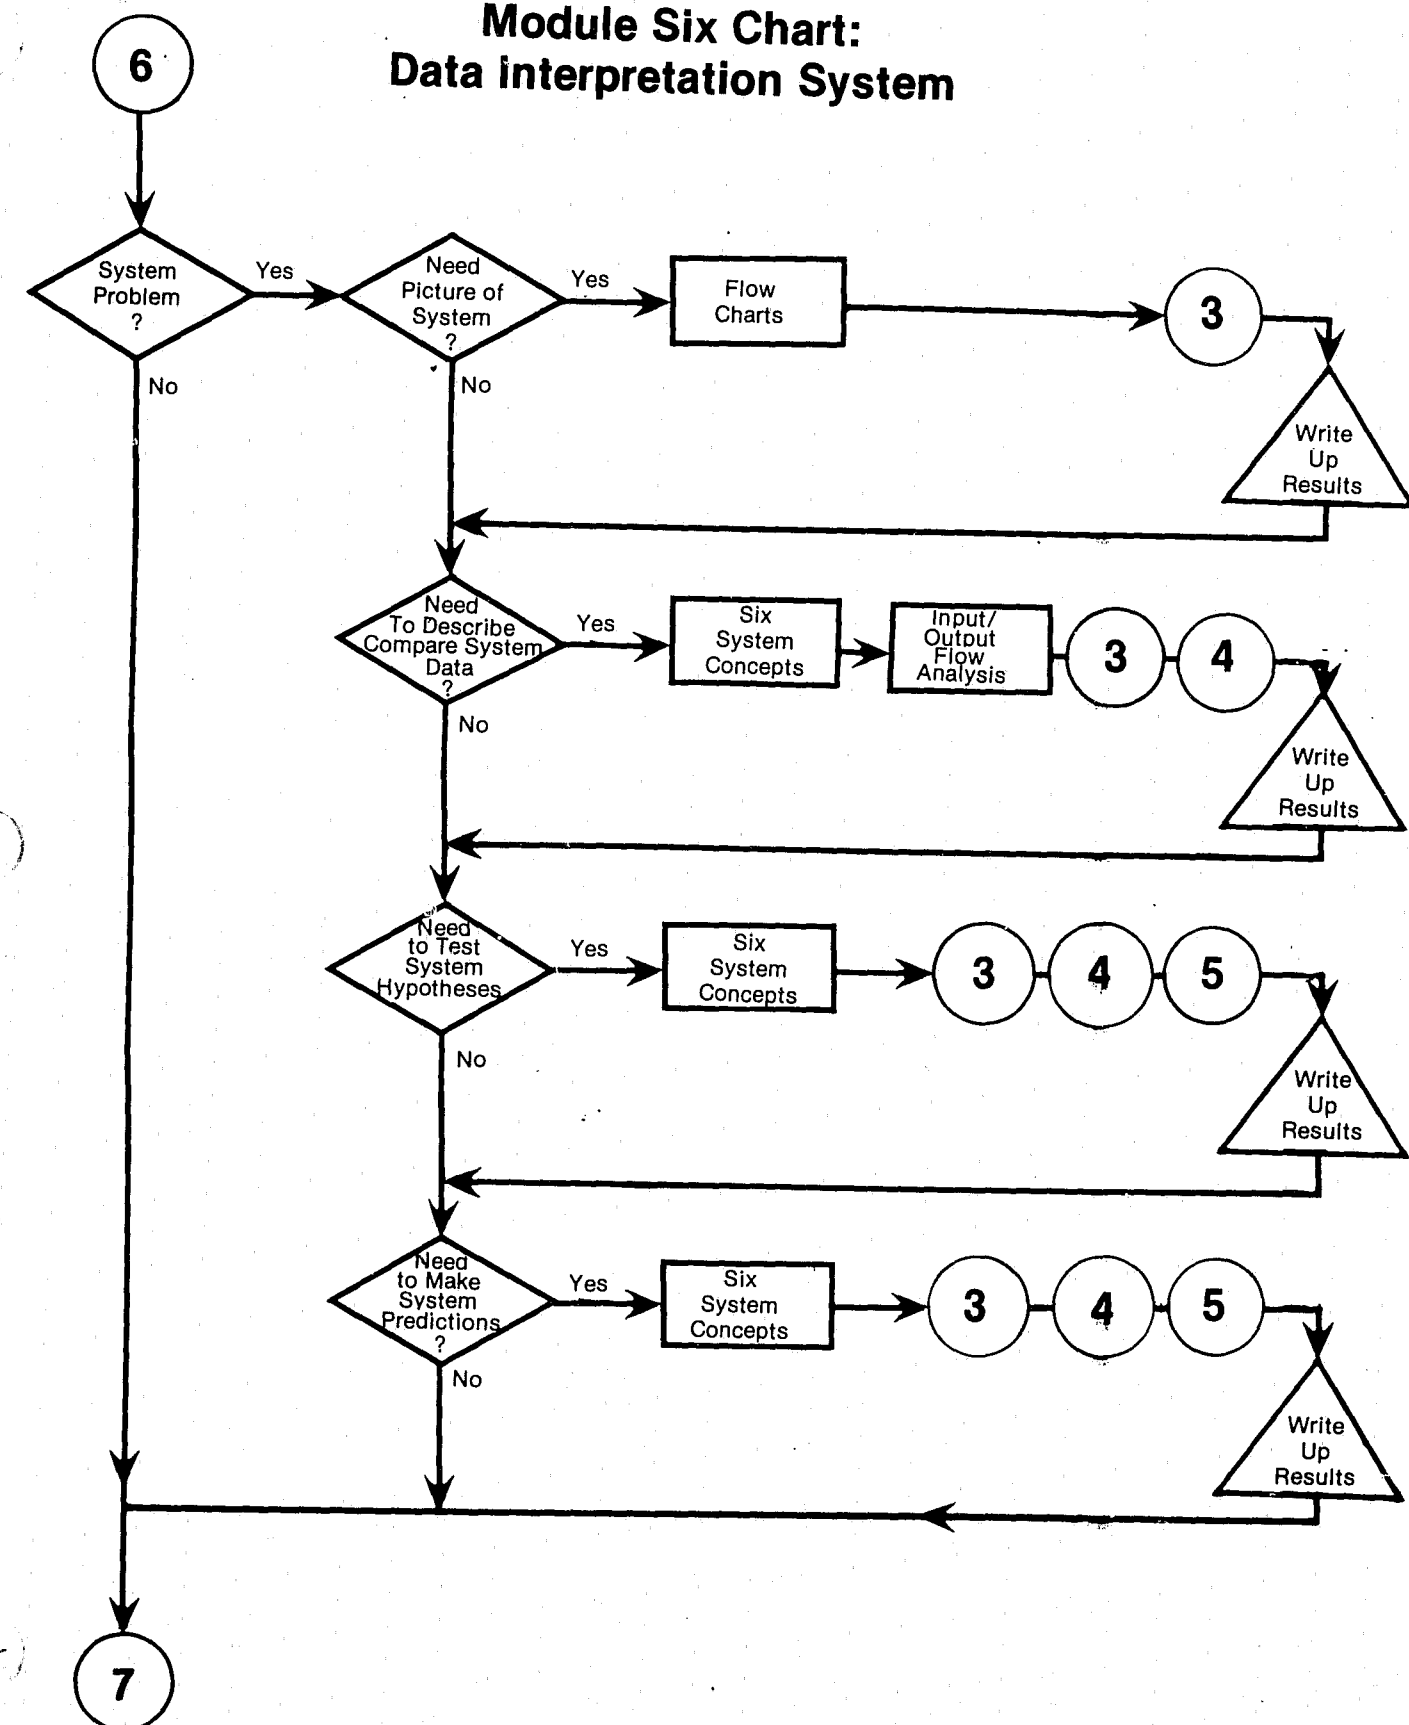 Module Six Chart:
Data Interpretation System
6
System
Problem
?
Yes
No
Need
Picture of
System
?
Yes
No
Flow
Charts
3
Write
Up
Results
Need
To Describe
Compare System
Data
?
Yes
No
Six
System
Concepts
Input/
Output
Flow
Analysis
3
4
Write
Up
Results
Need
to Test
System
Hypotheses
Yes
No
Six
System
Concepts
3
4
5
Write
Up
Results
Need
to Make
System
Predictions
?
Yes
No
Six
System
Concepts
3
4
5
Write
Up
Results
7